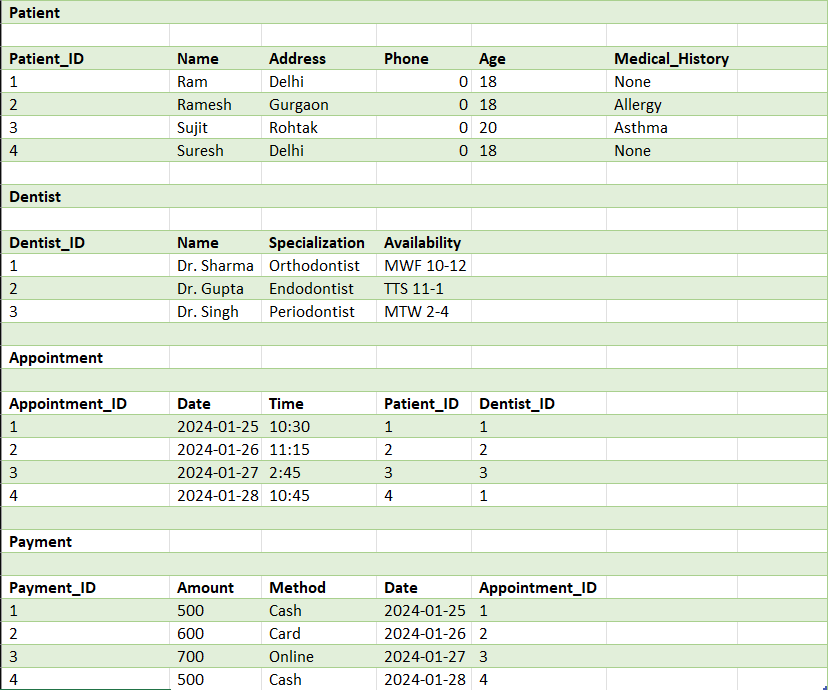 Patient
Patient_ID Name Address Phone Age Medical_History
1 Ram Delhi 0 18 None
2 Ramesh Gurgaon 0 18 Allergy
3 Sujit Rohtak 0 20 Asthma
4 Suresh Delhi 0 18 None
Dentist
Dentist_ID Name Specialization Availability
1 Dr. Sharma Orthodontist MWF 10-12
2 Dr. Gupta Endodontist TTS 11-1
3 Dr. Singh Periodontist MTW 2-4
Appointment
Appointment_ID Date Time Patient_ID Dentist_ID
1 2024-01-25 10:30 1 1
2 2024-01-26 11:15 2 2
3 2024-01-27 2:45 3 3
4 2024-01-28 10:45 4 1
Payment
Payment_ID Amount Method Date Appointment_ID
1 500 Cash 2024-01-25 1
2 600 Card 2024-01-26 2
3 700 Online 2024-01-27 3
4 500 Cash 2024-01-28 4